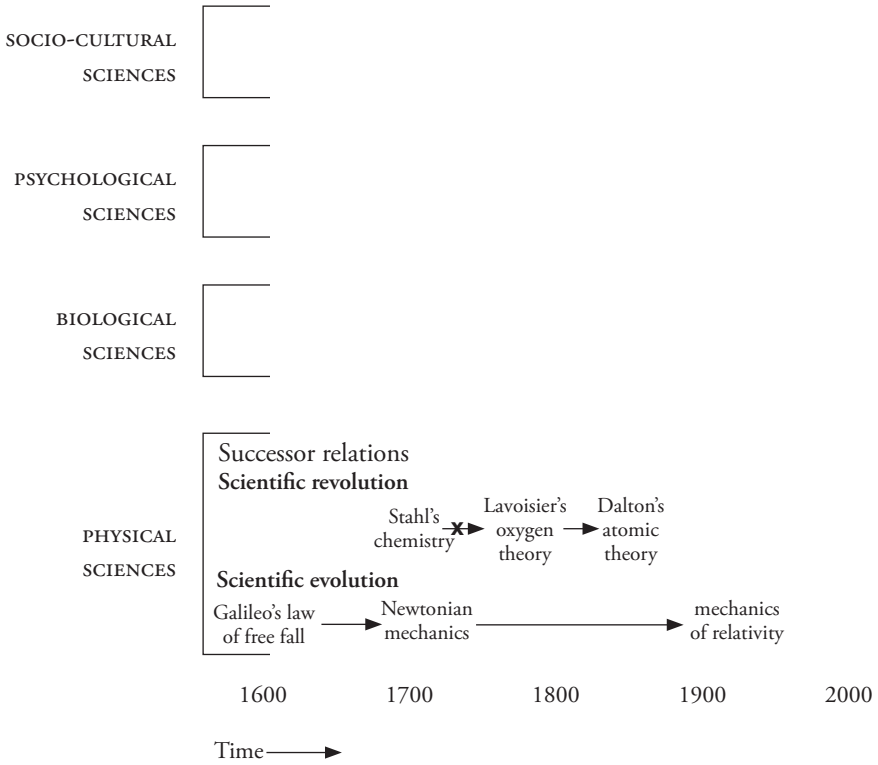 SOCIO-CULTURAL
SCIENCES
PSYCHOLOGICAL
SCIENCES
BIOLOGICAL
SCIENCES
PHYSICAL
SCIENCES
Successor relations
Scientific revolution
Stahl's
chemistry
x
Lavoisier's
oxygen
theory
Dalton's
atomic
theory
Scientific evolution
Galileo's law
of free fall
Newtonian
mechanics
mechanics
of relativity
1600 1700 1800 1900 2000
Time